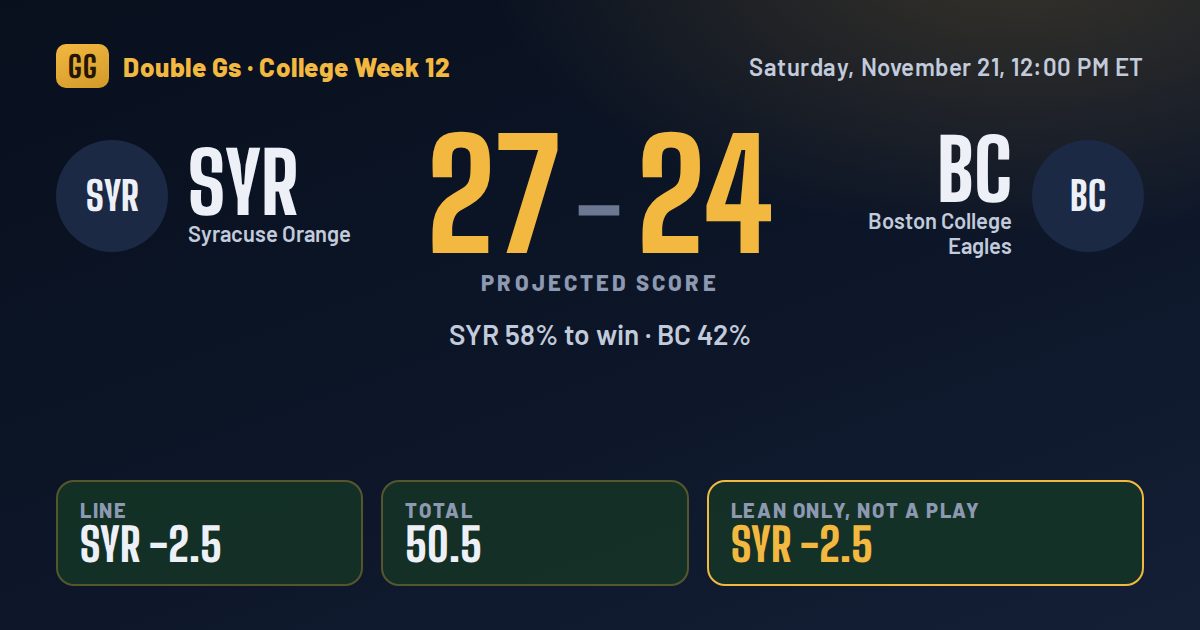 GG
Double Gs · College Week 12
Saturday, November 21, 12:00 PM ET
SYR
SYR
Syracuse Orange
27 – 24
PROJECTED SCORE
SYR 58% to win · BC 42%
BC
Boston College
Eagles
BC
LINE
SYR −2.5
TOTAL
50.5
LEAN ONLY, NOT A PLAY
SYR −2.5